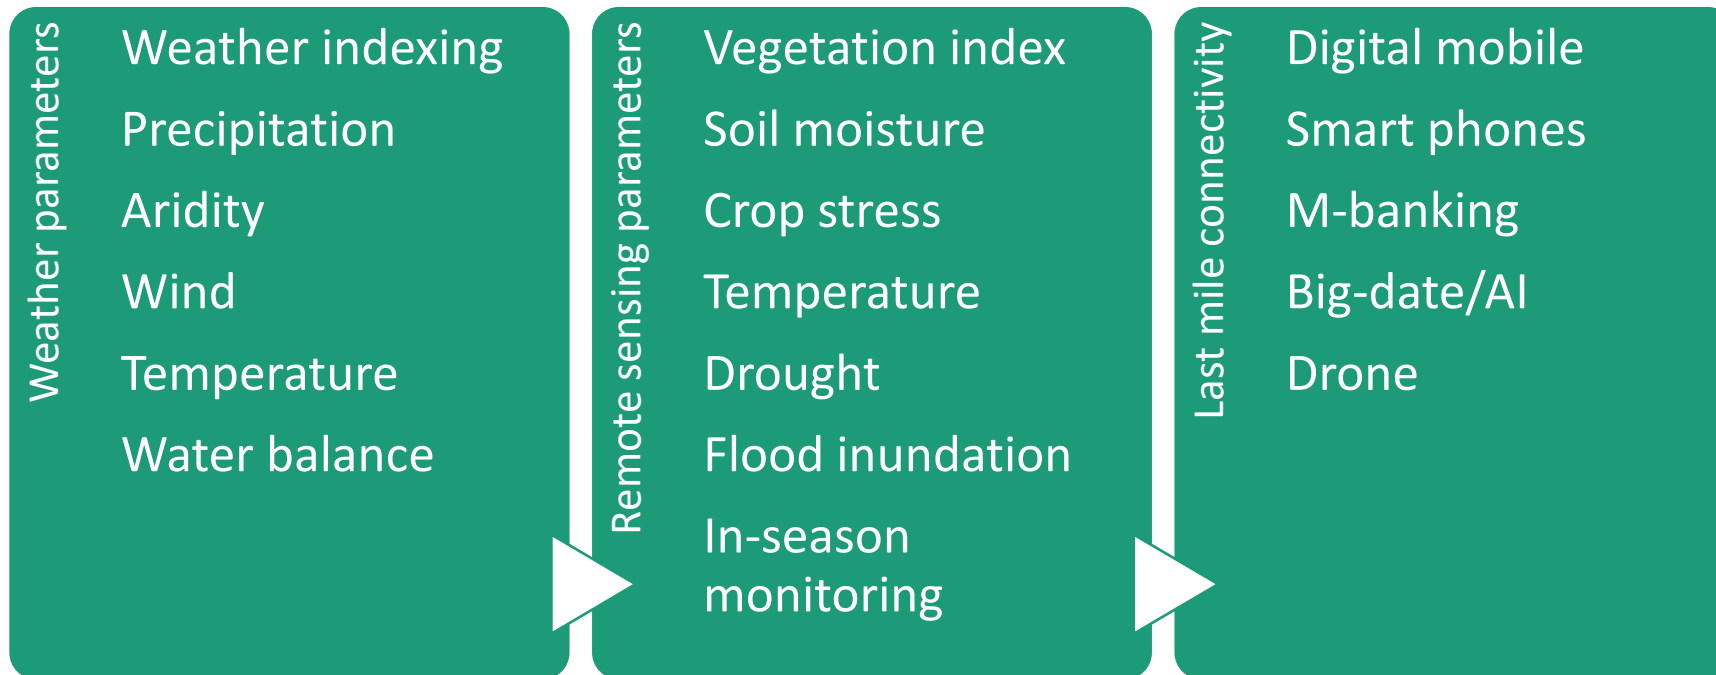 Weather parameters
Weather indexing
Precipitation
Aridity
Wind
Temperature
Water balance
Remote sensing parameters
Vegetation index
Soil moisture
Crop stress
Temperature
Drought
Flood inundation
In-season
monitoring
Last mile connectivity
Digital mobile
Smart phones
M-banking
Big-date/AI
Drone